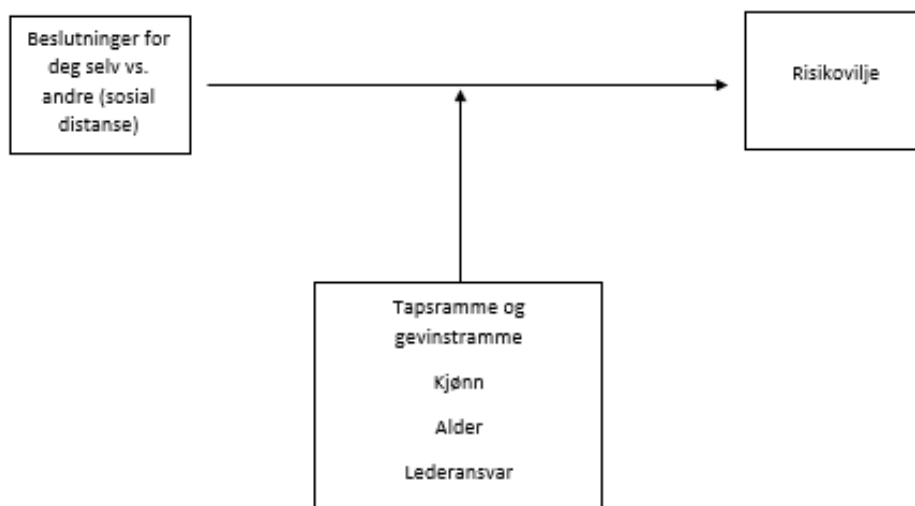 Beslutninger for
deg selv vs.
andre (sosial
distanse)
Risikovilje
Tapsramme og
gevinstramme
Kjønn
Alder
Lederansvar